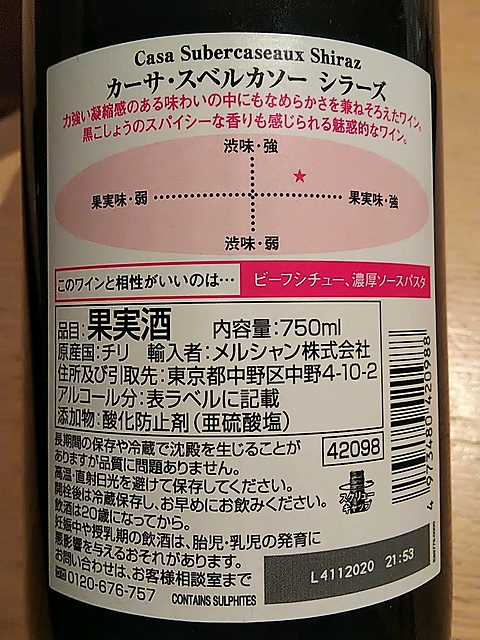 Casa Subercaseaux Shiraz
カーサ・スベルカソー シラーズ
力強い凝縮感のある味わいの中にもなめらかさを兼ねそろえたワイン。
黒こしょうのスパイシーな香りも感じられる魅惑的なワイン。
渋味・強
果実味・弱
果実味・強
渋味・弱
このワインと相性がいいのは… ビーフシチュー、濃厚ソースパスタ
品目:果実酒 内容量:750ml
原産国:チリ 輸入者:メルシャン株式会社
住所及び引取先:東京都中野区中野4-10-2
アルコール分:表ラベルに記載
添加物:酸化防止剤(亜硫酸塩)
長期間の保存や冷蔵で沈殿を生じることが
ありますが品質に問題ありません。
高温・直射日光を避けて保存してください。
開栓後は冷蔵保存し、お早めにお飲みください。
飲酒は20歳になってから。
妊娠中や授乳期の飲酒は、胎児・乳児の発育に
悪影響を与えるおそれがあります。
お問い合わせは、お客様相談室まで
0120-676-757 CONTAINS SULPHITES
42098
スクリュー
キャップ
4 973480 420988
L4112020 21:53